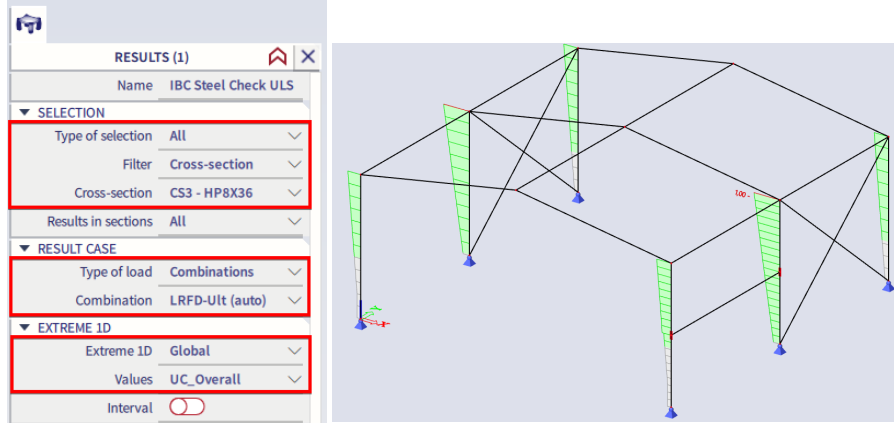 RESULTS (1)
Name IBC Steel Check ULS
SELECTION
Type of selection All
Filter Cross-section
Cross-section CS3 - HP8X36
Results in sections All
RESULT CASE
Type of load Combinations
Combination LRFD-Ult (auto)
EXTREME 1D
Extreme 1D Global
Values UC_Overall
Interval
1.00